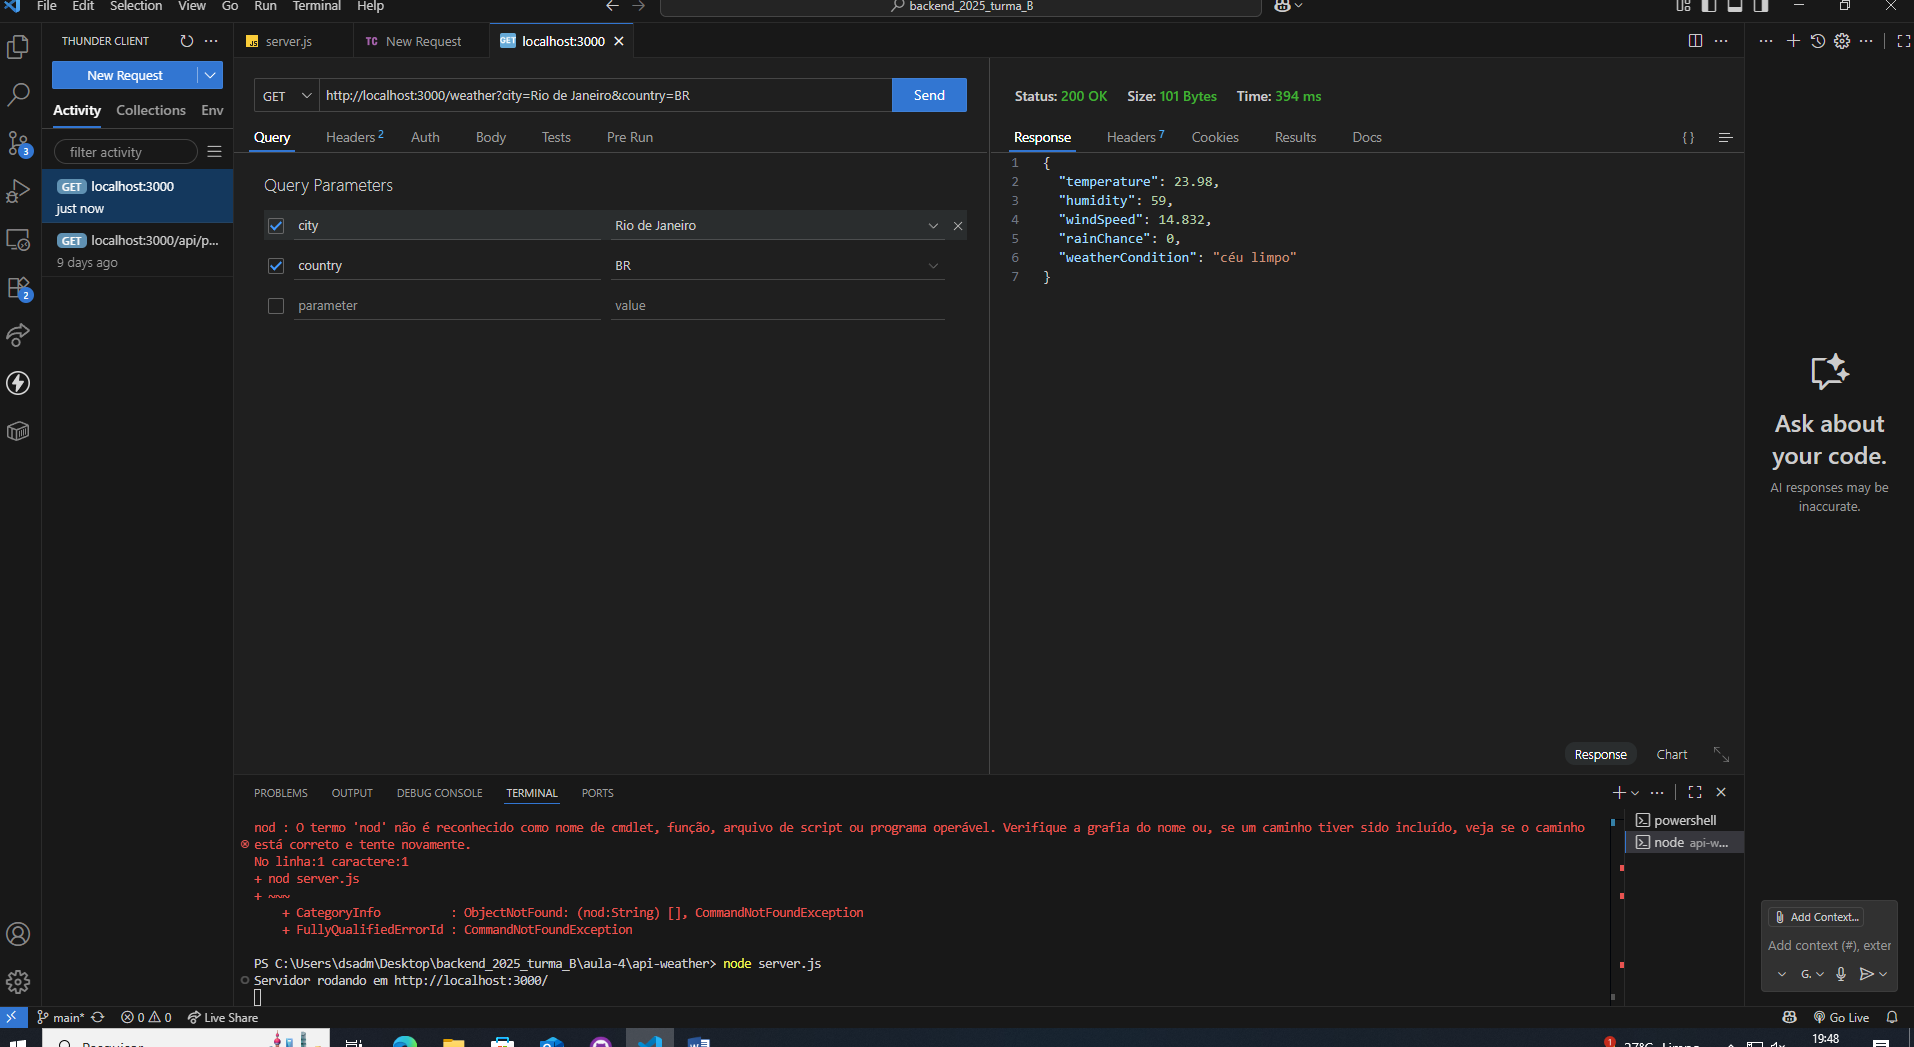 File Edit Selection View Go Run Terminal Help
backend_2025_turma_B
THUNDER CLIENT
New Request
Activity Collections Env
filter activity
GET localhost:3000
just now
GET localhost:3000/api/p...
9 days ago
3
2
JS server.js
TC New Request
GET localhost:3000
GET http://localhost:3000/weather?city=Rio de Janeiro&country=BR Send
Query Headers 2 Auth Body Tests Pre Run
Query Parameters
city Rio de Janeiro
country BR
parameter value
Status: 200 OK Size: 101 Bytes Time: 394 ms
Response Headers 7 Cookies Results Docs
{ }
1 {
2 "temperature": 23.98,
3 "humidity": 59,
4 "windSpeed": 14.832,
5 "rainChance": 0,
6 "weatherCondition": "céu limpo"
7 }
Response Chart
Ask about
your code.
AI responses may be
inaccurate.
PROBLEMS OUTPUT DEBUG CONSOLE TERMINAL PORTS
nod : O termo 'nod' não é reconhecido como nome de cmdlet, função, arquivo de script ou programa operável. Verifique a grafia do nome ou, se um caminho tiver sido incluído, veja se o caminho
está correto e tente novamente.
No linha:1 caractere:1
+ nod server.js
+ ~~~
+ CategoryInfo : ObjectNotFound: (nod:String) [], CommandNotFoundException
+ FullyQualifiedErrorId : CommandNotFoundException
PS C:\Users\dsadm\Desktop\backend_2025_turma_B\aula-4\api-weather> node server.js
Servidor rodando em http://localhost:3000/
powershell
node api-w...
Add Context...
Add context (#), exter
G.
main* 0 0 Live Share
Go Live
Pesquisar
1
27°C Limpo
19:48